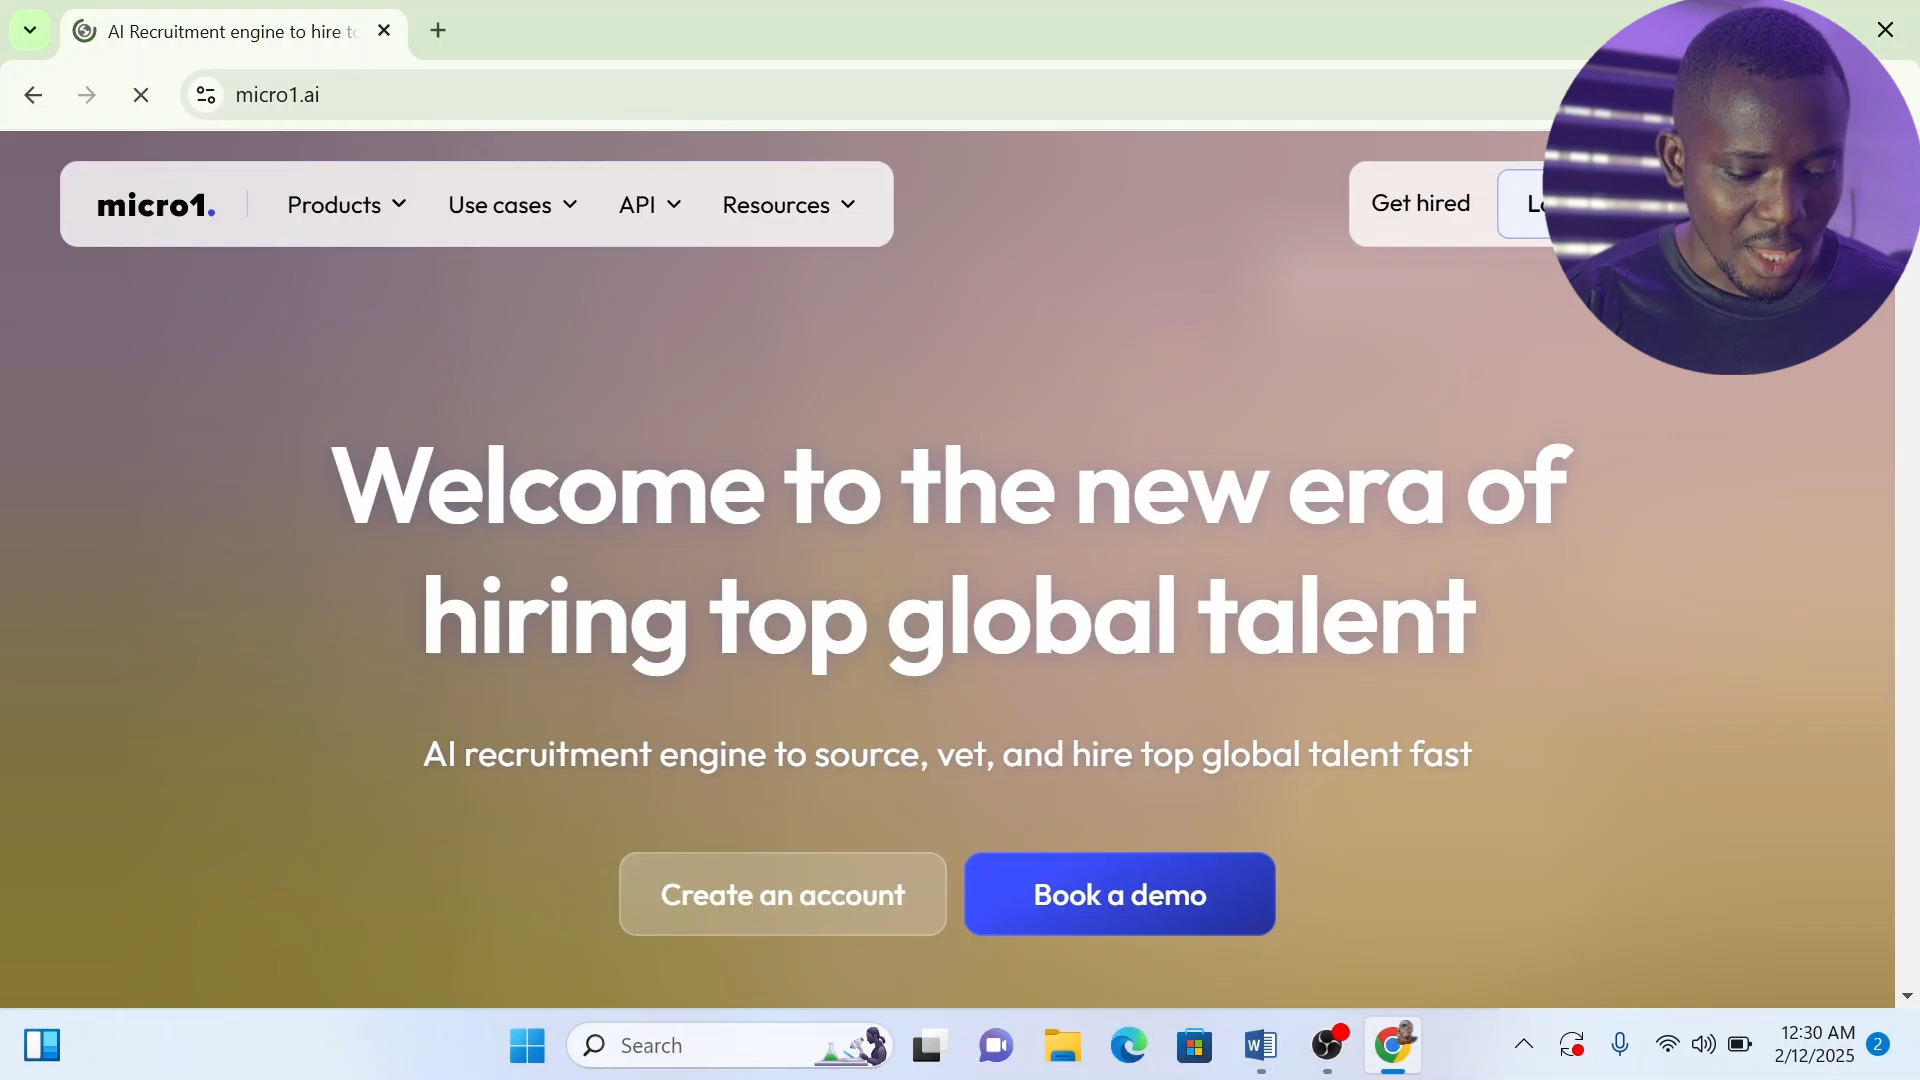 AI Recruitment engine to hire to
micro1.ai
micro1.
Products
Use cases
API
Resources
Get hired
Welcome to the new era of
hiring top global talent
AI recruitment engine to source, vet, and hire top global talent fast
Create an account
Book a demo
Search
12:30 AM
2/12/2025
2